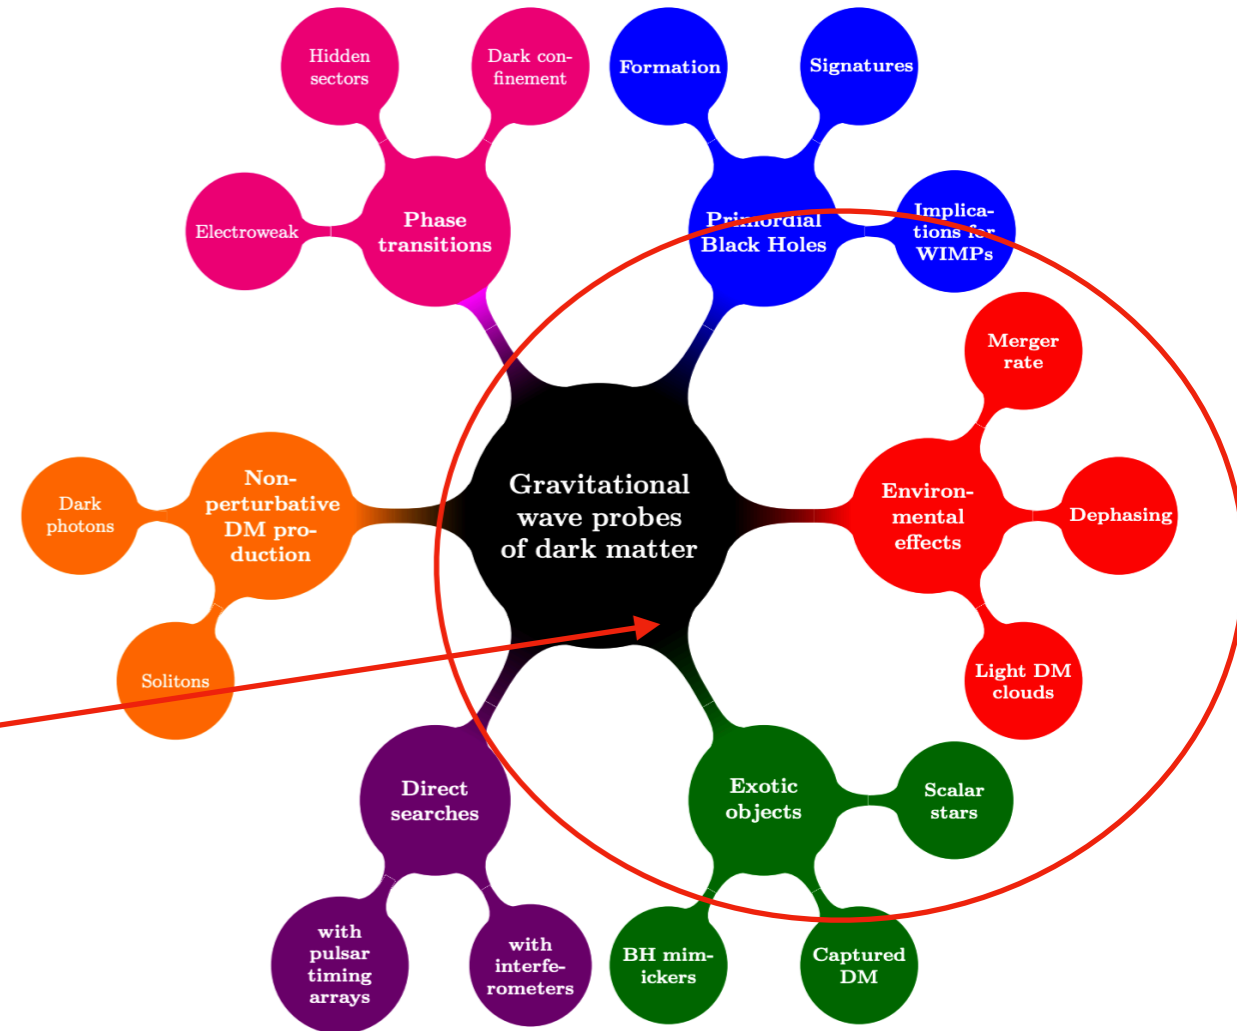 Hidden
sectors
Dark con-
finement
Formation
Signatures
Electroweak
Phase
transitions
Primordial
Black Holes
Implica-
tions for
WIMPs
Merger
rate
Gravitational
wave probes
of dark matter
Non-
perturbative
DM pro-
duction
Dark
photons
Solitons
Environ-
mental
effects
Dephasing
Light DM
clouds
Direct
searches
with
pulsar
timing
arrays
with
interfe-
rometers
Exotic
objects
Scalar
stars
BH mim-
ickers
Captured
DM